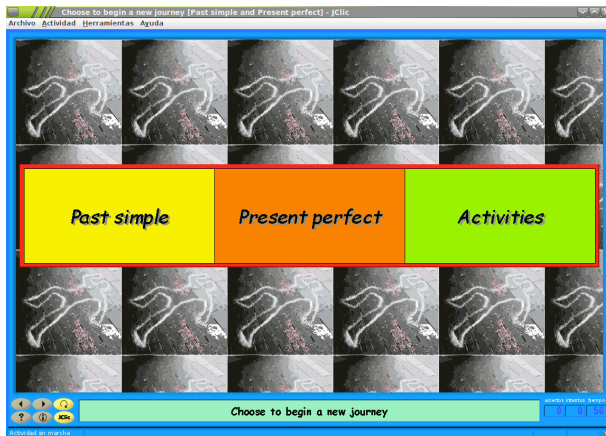 Choose to begin a new journey [Past simple and Present perfect] - JClic
Archivo Actividad Herramientas Ayuda
Past simple Present perfect Activities
Choose to begin a new journey
aciertos intentos tiempo
0 0 56
? i JClic
Actividad en marcha